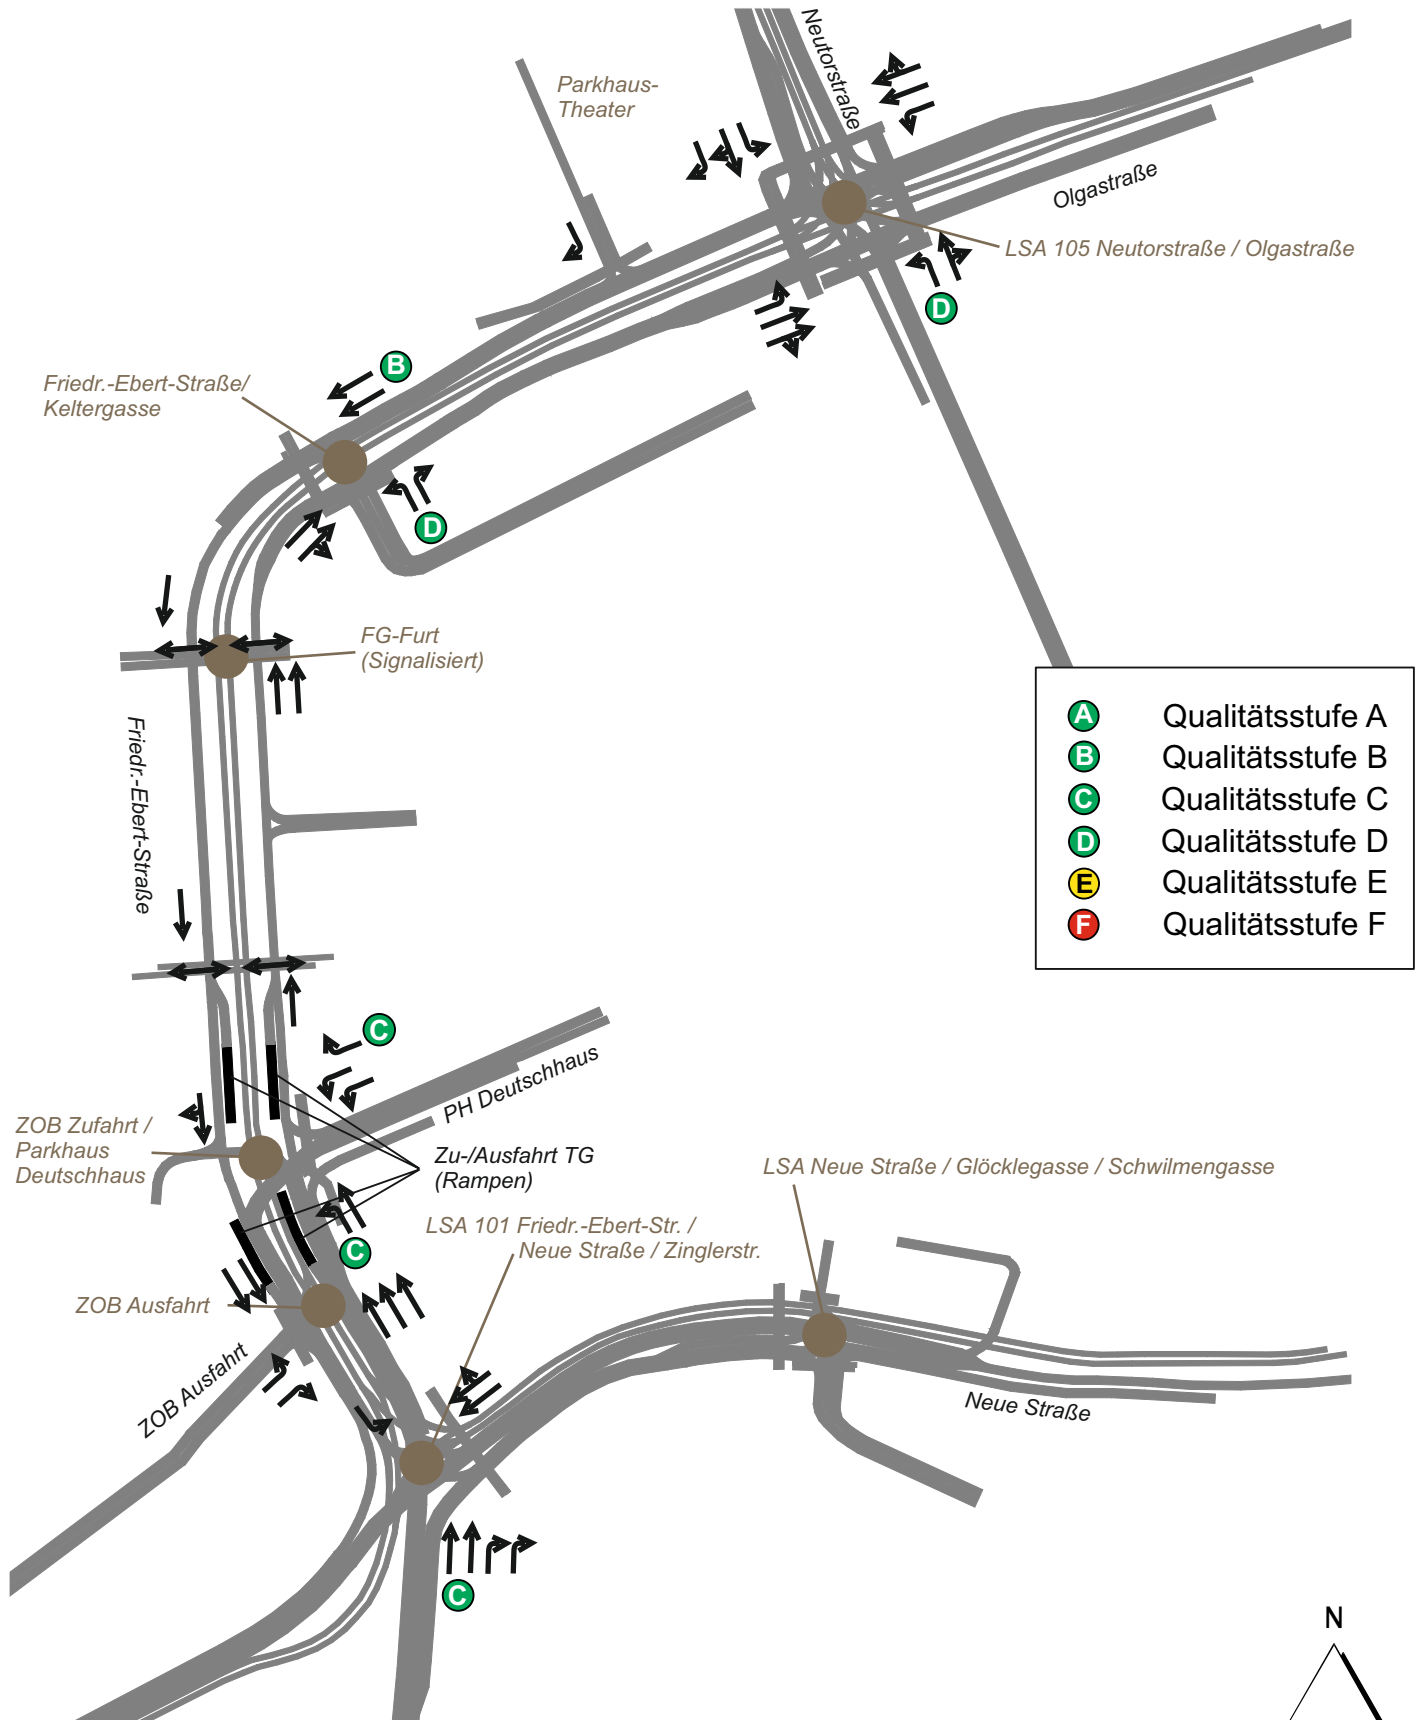 Neutorstraße
Parkhaus-
Theater
Olgastraße
LSA 105 Neutorstraße / Olgastraße
D
B
Friedr.-Ebert-Straße/
Keltergasse
D
FG-Furt
(Signalisiert)
Friedr.-Ebert-Straße
A Qualitätsstufe A
B Qualitätsstufe B
C Qualitätsstufe C
D Qualitätsstufe D
E Qualitätsstufe E
F Qualitätsstufe F
C
PH Deutschhaus
ZOB Zufahrt /
Parkhaus
Deutschhaus
Zu-/Ausfahrt TG
(Rampen)
LSA Neue Straße / Glöcklegasse / Schwilmengasse
C
LSA 101 Friedr.-Ebert-Str. /
Neue Straße / Zinglerstr.
ZOB Ausfahrt
ZOB Ausfahrt
Neue Straße
C
N